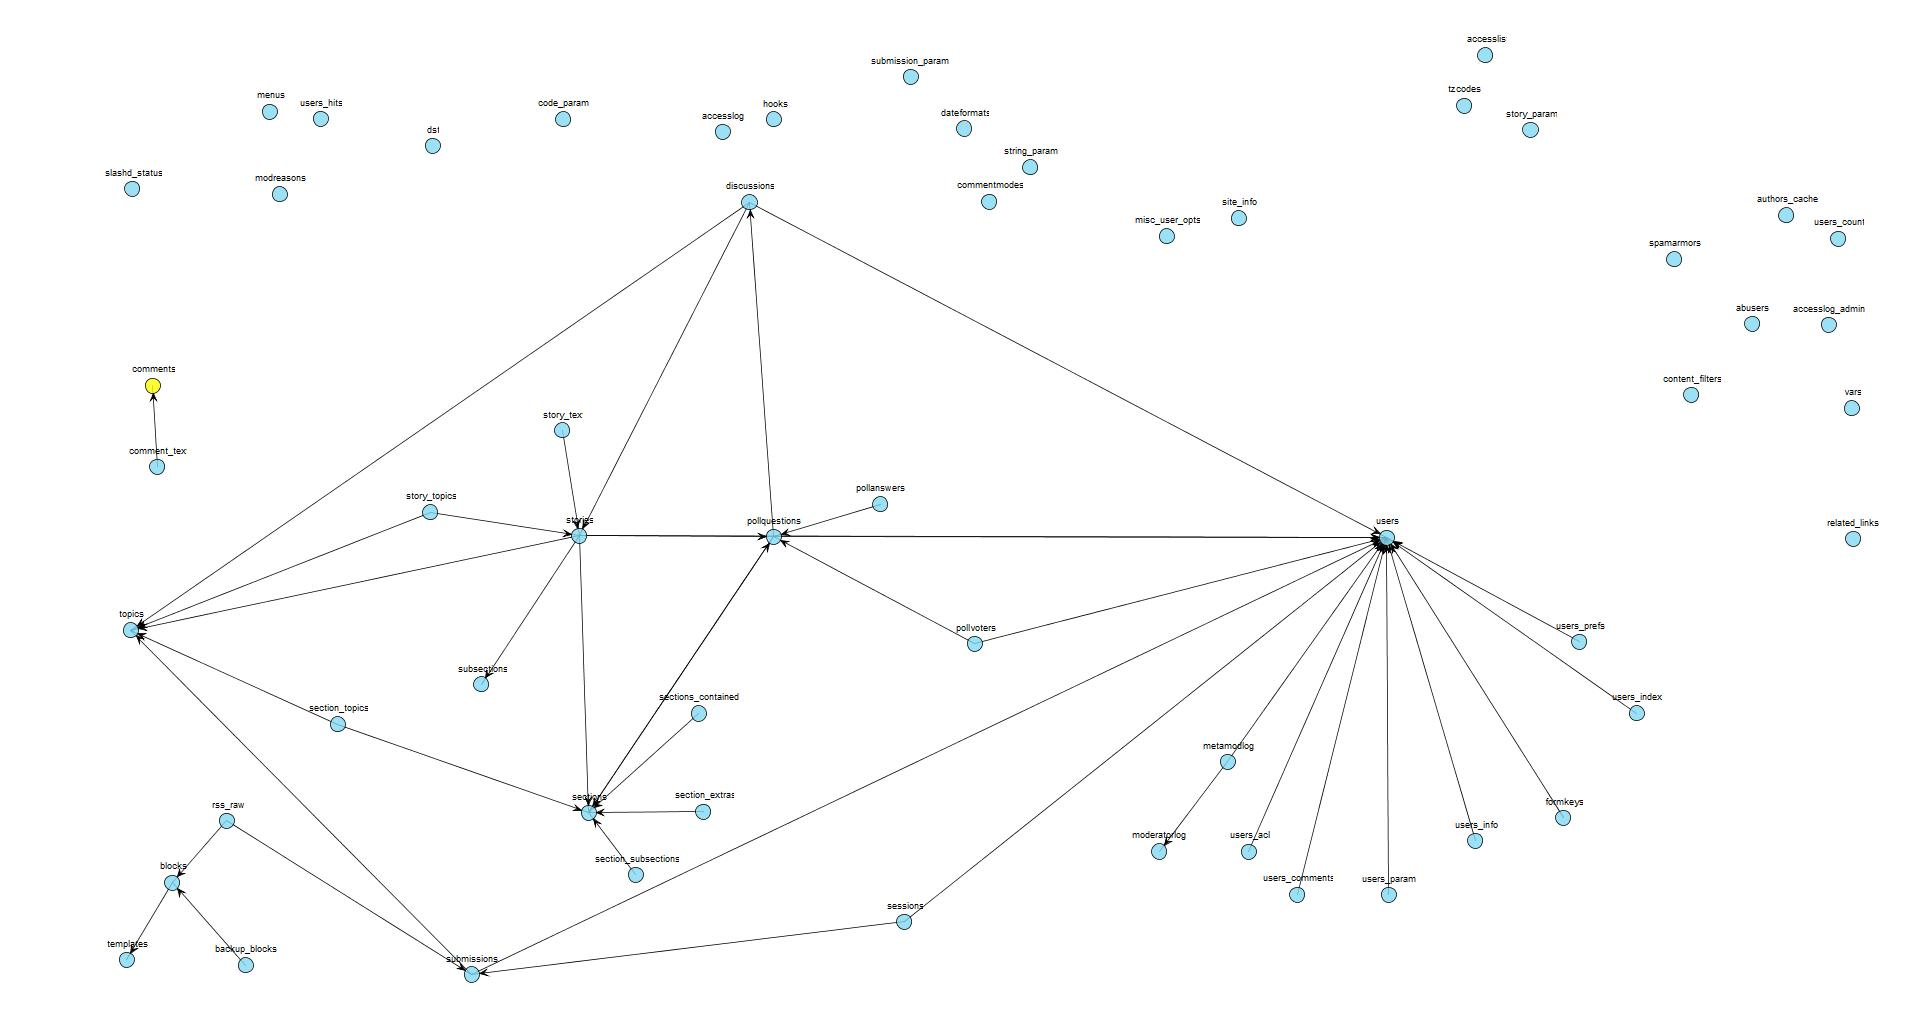 accesslis
submission_param
tzcodes
menus
users_hits
code_param
accesslog
hooks
dateformats
story_param
dst
string_param
slashd_status
modreasons
discussions
commentmodes
misc_user_opts
site_info
authors_cache
users_count
spamarmors
abusers
accesslog_admin
comments
content_filters
vars
story_tex
comment_tex
story_topics
pollanswers
stories
pollquestions
users
related_links
topics
pollvoters
users_prefs
subsections
sections_contained
users_index
section_topics
metamodlog
sections
section_extras
rss_raw
formkeys
moderatorlog
users_acl
users_info
blocks
section_subsections
users_comments
users_param
sessions
templates
backup_blocks
submissions